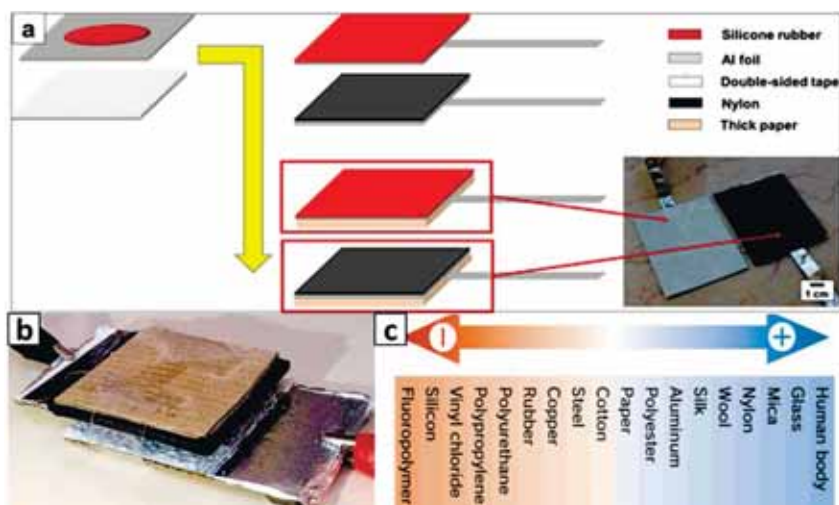 a
Silicone rubber
Al foil
Double-sided tape
Nylon
Thick paper
1 cm
b
c
−
+
Fluoropolymer
Silicon
Vinyl chloride
Polypropylene
Polyurethane
Rubber
Copper
Steel
Cotton
Paper
Polyester
Aluminum
Silk
Wool
Nylon
Mica
Glass
Human body